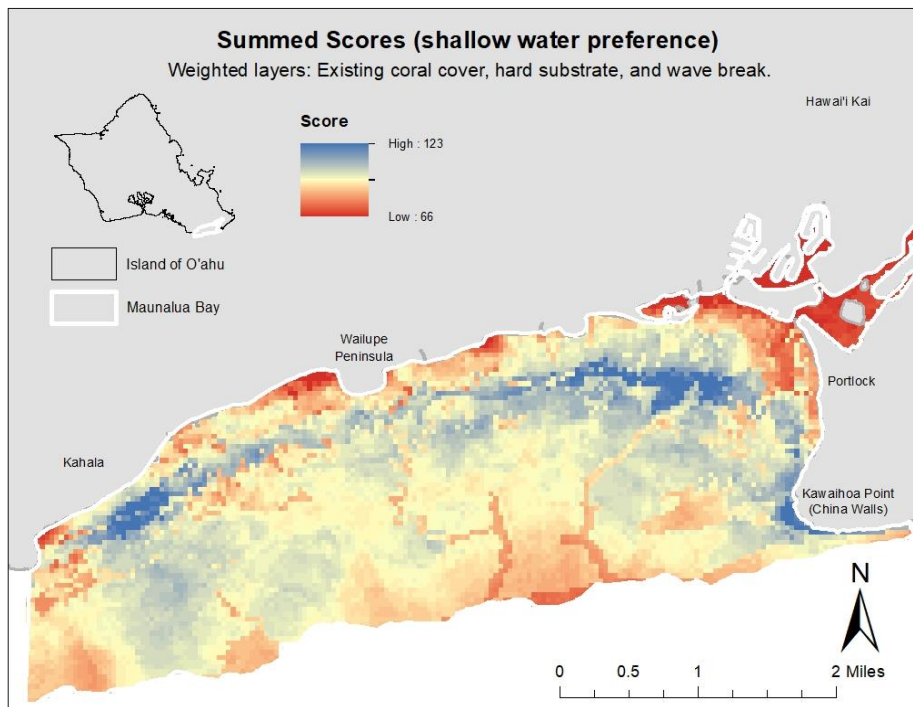 Summed Scores (shallow water preference)
Weighted layers: Existing coral cover, hard substrate, and wave break.
Hawai'i Kai
Score
High : 123
Low : 66
Island of O'ahu
Maunalua Bay
Wailupe
Peninsula
Portlock
Kahala
Kawaihoa Point
(China Walls)
N
0 0.5 1 2 Miles